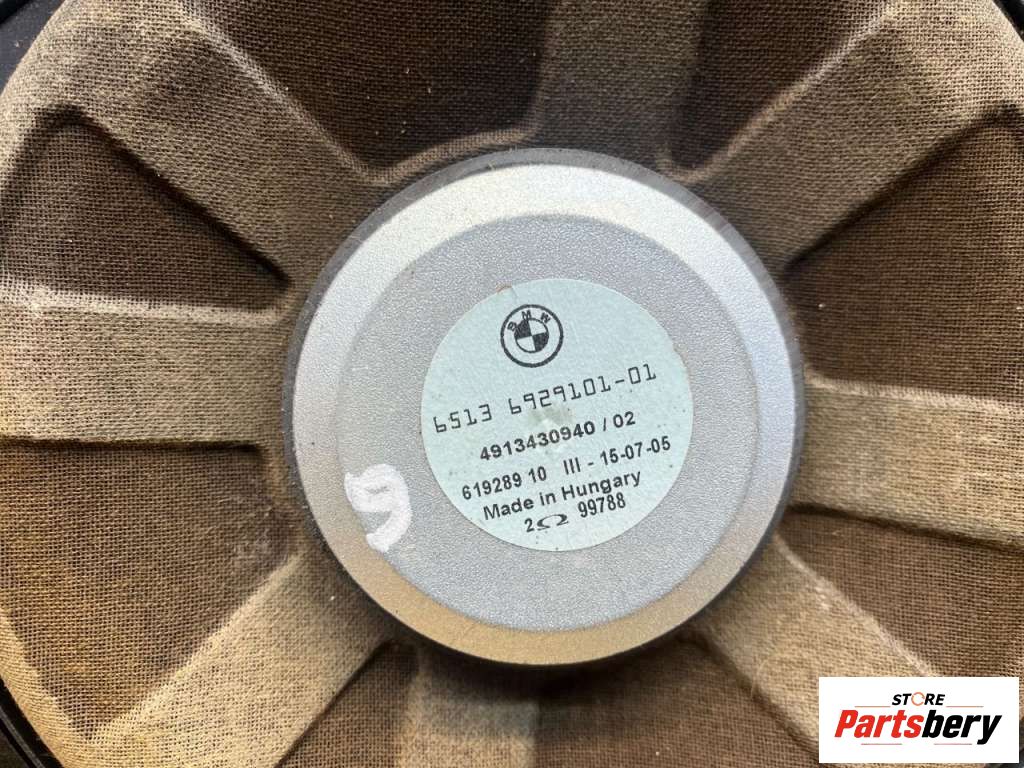 BMW
6513 6929101-01
4913430940 / 02
619289 10 III - 15-07-05
Made in Hungary
2Ω 99788
6
STORE
Partsbery